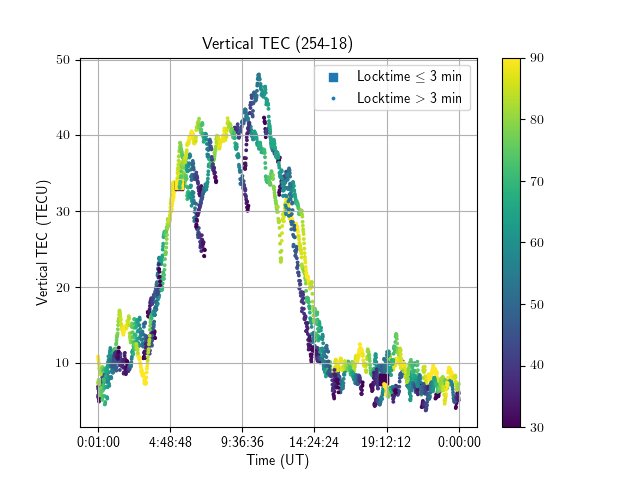 Vertical TEC (254-18)
Locktime ≤ 3 min
Locktime > 3 min
50
40
30
20
10
Vertical TEC (TECU)
0:01:00 4:48:48 9:36:36 14:24:24 19:12:12 0:00:00
Time (UT)
90
80
70
60
50
40
30